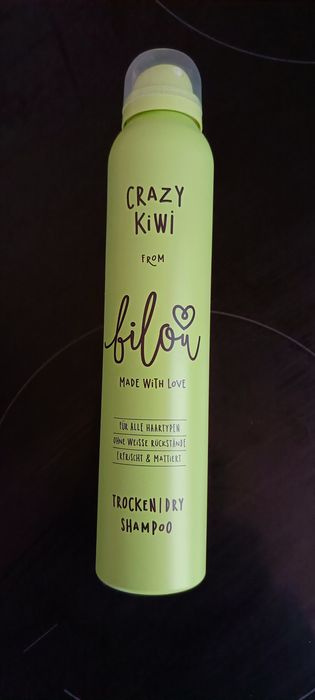 CRAZY
KIWI
FROM
bilou
MADE WITH LOVE
FÜR ALLE HAARTYPEN
OHNE WEISSE RÜCKSTÄNDE
ERFRISCHT & MATTIERT
TROCKEN|DRY
SHAMPOO